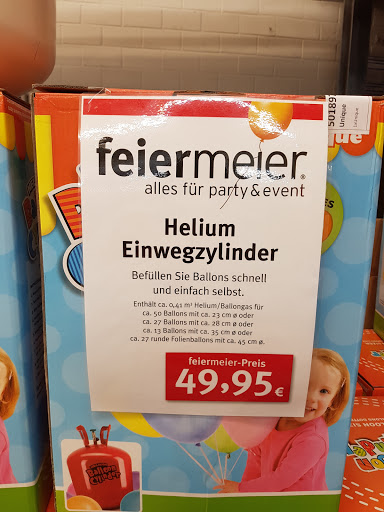 feiermeier®
alles für party & event
Helium
Einwegzylinder
Befüllen Sie Ballons schnell
und einfach selbst.
Enthält ca. 0,41 m³ Helium/Ballongas für
ca. 50 Ballons mit ca. 23 cm ø oder
ca. 27 Ballons mit ca. 28 cm ø oder
ca. 13 Ballons mit ca. 35 cm ø oder
ca. 27 runde Folienballons mit ca. 45 cm ø.
feiermeier-Preis
49,95 €
50189
Unique